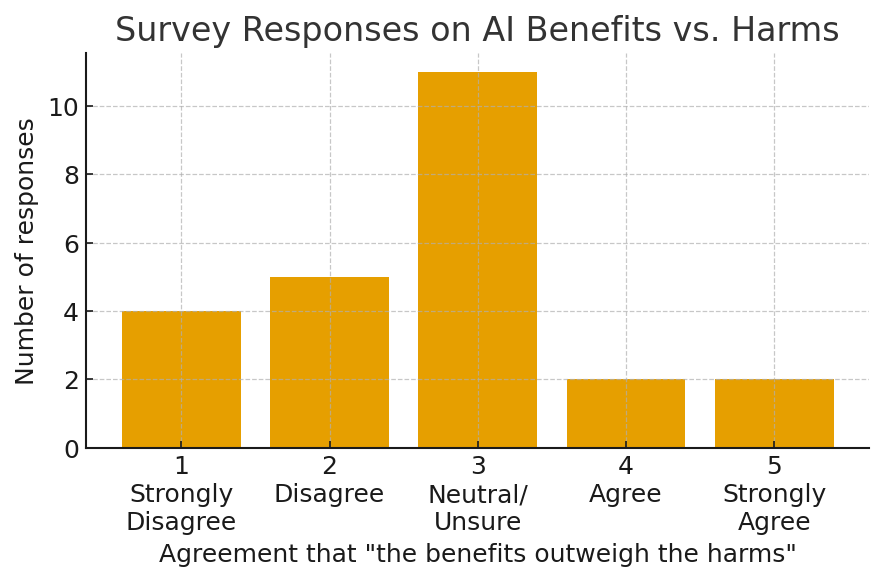 Survey Responses on AI Benefits vs. Harms
Number of responses
10
8
6
4
2
0
1 2 3 4 5
Strongly Disagree Neutral/ Agree Strongly
Disagree Unsure Agree
Agreement that "the benefits outweigh the harms"